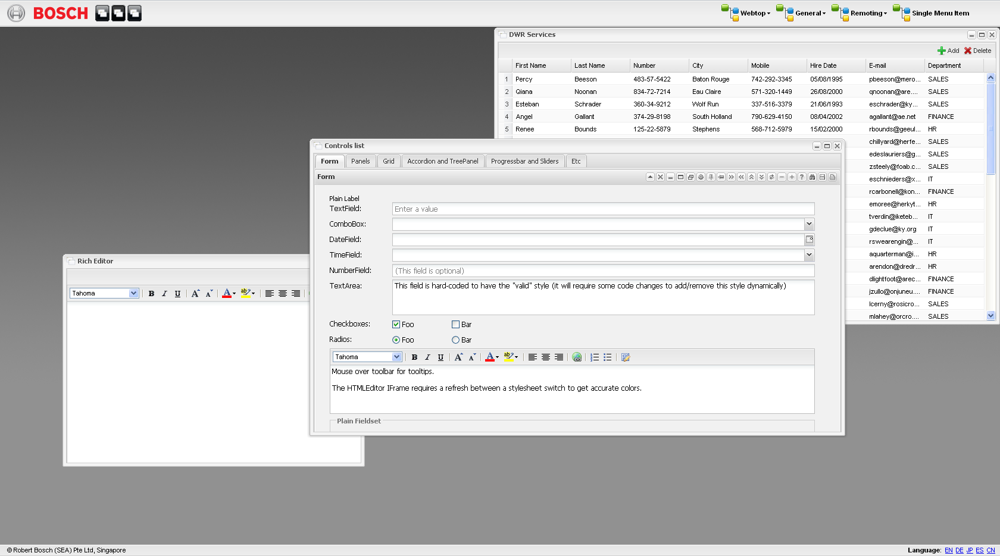 BOSCH
Webtop
General
Remoting
Single Menu Item
DWR Services
Add
Delete
First Name Last Name Number City Mobile Hire Date E-mail Department
1 Percy Beeson 483-57-5422 Baton Rouge 742-292-3345 05/08/1995 pbeeson@mero... SALES
2 Qiana Noonan 834-72-7214 Eau Claire 571-320-1449 26/08/2000 qnoonan@are.... SALES
3 Esteban Schrader 360-34-9212 Wolf Run 337-516-3379 21/06/1993 eschrader@ky... SALES
4 Angel Gallant 374-29-8198 South Holland 790-629-4150 08/04/2002 agallant@ae.net FINANCE
5 Renee Bounds 125-22-5879 Stephens 568-712-5979 15/02/2000 rbounds@geeul... HR
chillyard@herfe... SALES
edeslauriers@g... SALES
zsteely@foab.c... SALES
eschnieders@x... IT
rcarbonell@kon... FINANCE
emoree@herkyt... HR
tverdin@iketeb... IT
gdeclue@ky.org IT
rswearengin@... IT
aquarterman@i... HR
arendon@dredr... HR
dlightfoot@arec... FINANCE
jzullo@onjuneu.... FINANCE
lcerny@rosicro... SALES
mlahey@orcro.... SALES
Controls list
Form Panels Grid Accordion and TreePanel Progressbar and Sliders Etc
Form
Plain Label
TextField: Enter a value
ComboBox:
DateField:
TimeField:
NumberField: (This field is optional)
TextArea: This field is hard-coded to have the "valid" style (it will require some code changes to add/remove this style dynamically)
Checkboxes: Foo Bar
Radios: Foo Bar
Tahoma B I U A A A ab
Mouse over toolbar for tooltips.
The HTMLEditor IFrame requires a refresh between a stylesheet switch to get accurate colors.
Plain Fieldset
Rich Editor
Tahoma B I U A A A ab
© Robert Bosch (SEA) Pte Ltd, Singapore
Language: EN DE JP ES CN